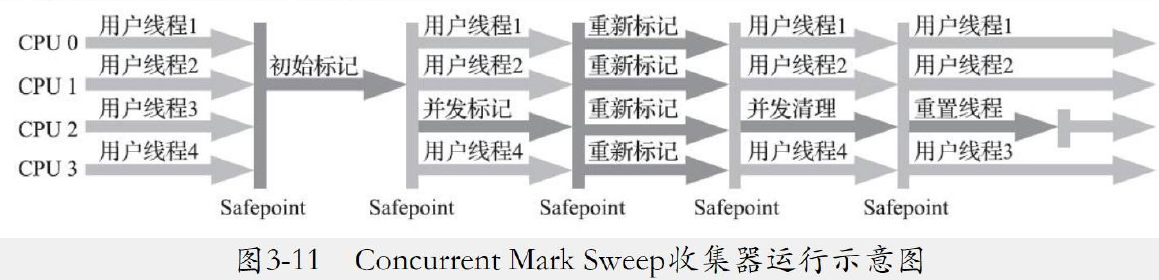 CPU 0 用户线程1 用户线程1 重新标记 用户线程1 用户线程1
CPU 1 用户线程2 初始标记 用户线程2 重新标记 用户线程2 用户线程2
CPU 2 用户线程3 并发标记 重新标记 并发清理 重置线程
CPU 3 用户线程4 用户线程4 重新标记 用户线程4 用户线程3
Safepoint Safepoint Safepoint Safepoint Safepoint
图3-11 Concurrent Mark Sweep收集器运行示意图